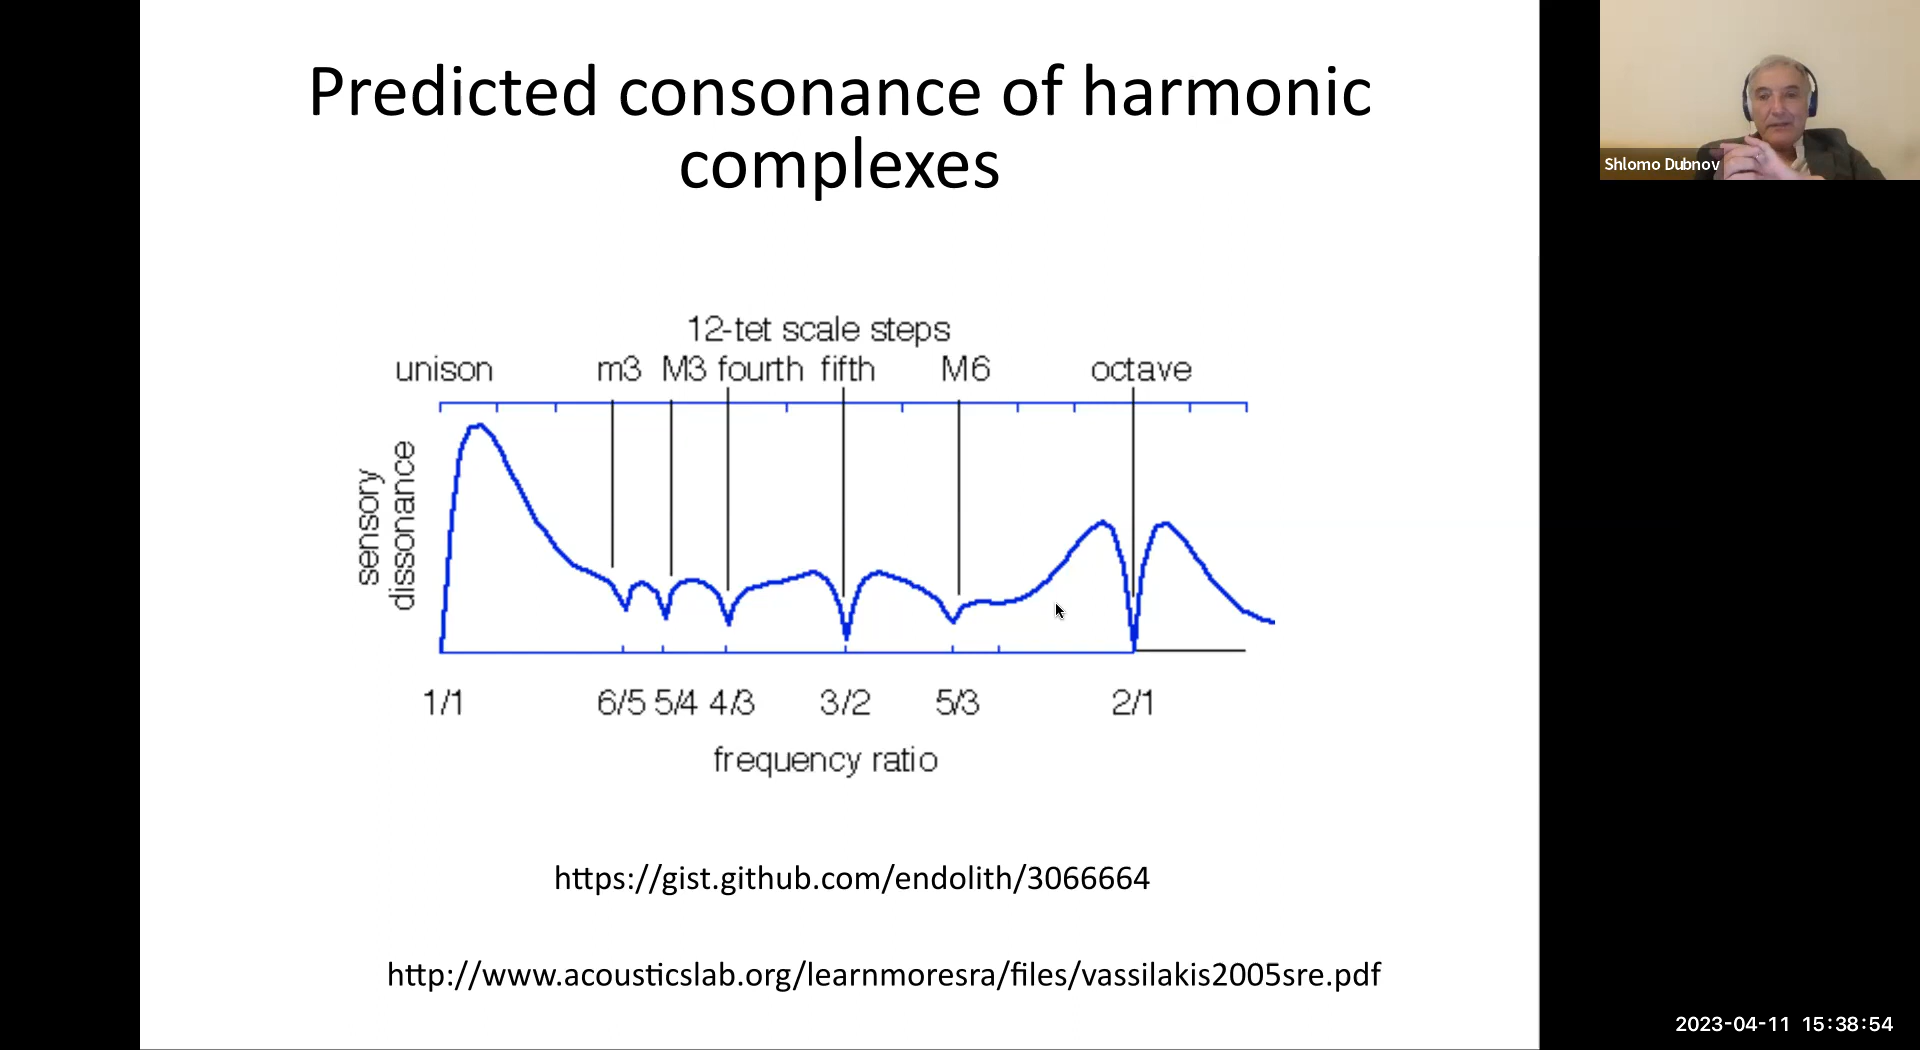 Predicted consonance of harmonic
complexes
12-tet scale steps
unison m3 M3 fourth fifth M6 octave
sensory
dissonance
1/1 6/5 5/4 4/3 3/2 5/3 2/1
frequency ratio
https://gist.github.com/endolith/3066664
http://www.acousticslab.org/learnmoresra/files/vassilakis2005sre.pdf
Shlomo Dubnov
2023-04-11 15:38:54